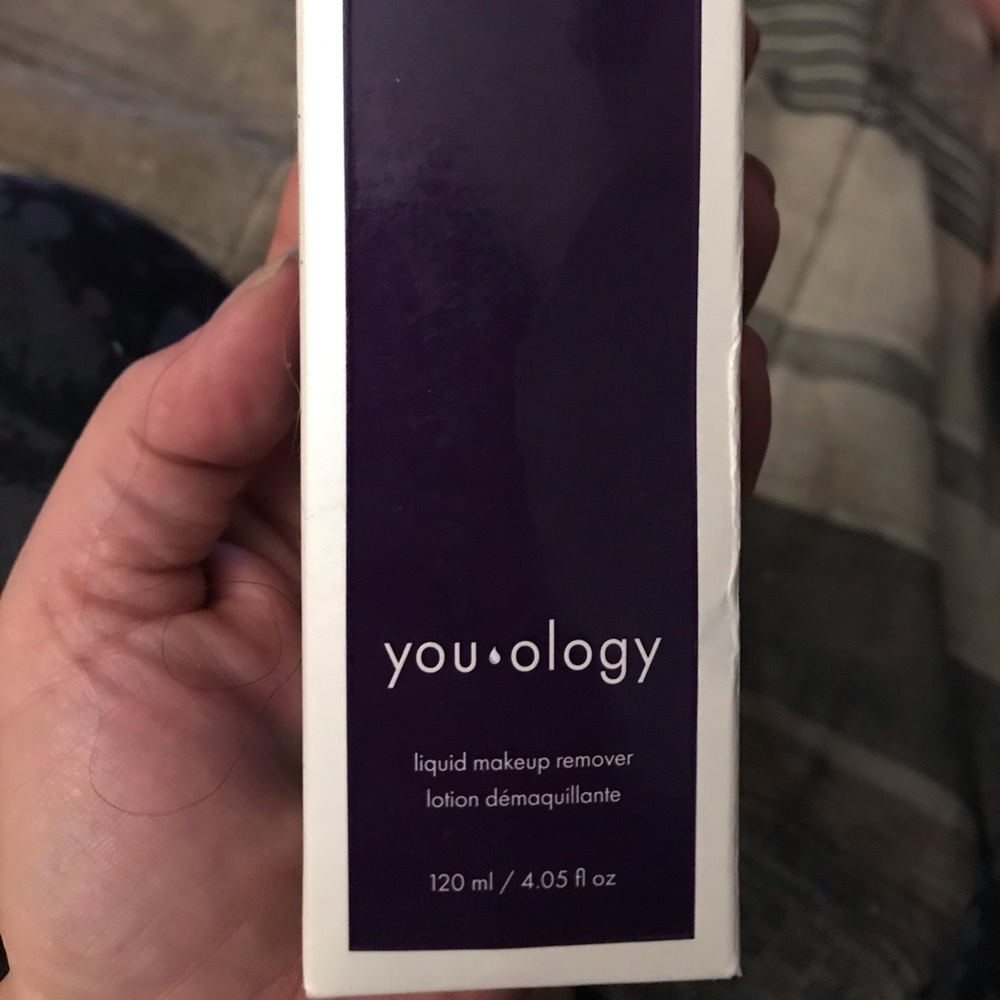 you·ology
liquid makeup remover
lotion démaquillante
120 ml / 4.05 fl oz